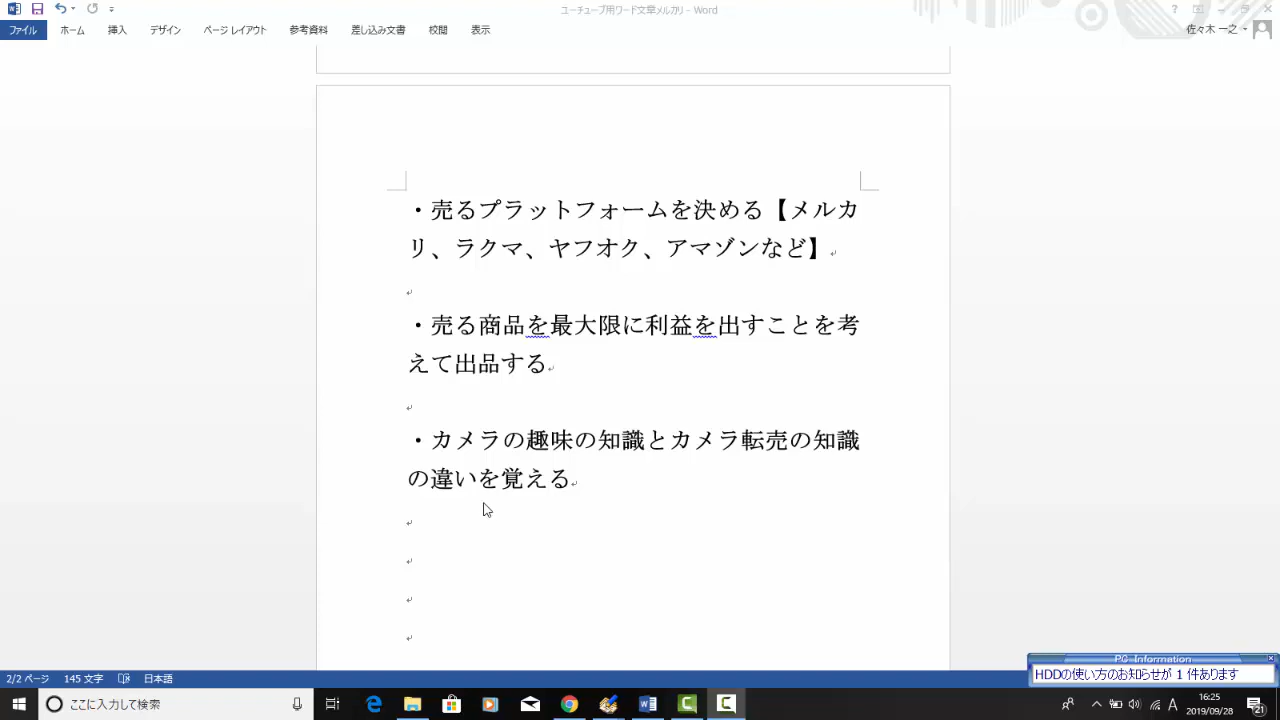 ユーチューブ用ワード文章メルカリ - Word
ファイル ホーム 挿入 デザイン ページ レイアウト 参考資料 差し込み文書 校閲 表示 佐々木 一之
・売るプラットフォームを決める【メルカ
リ、ラクマ、ヤフオク、アマゾンなど】
・売る商品を最大限に利益を出すことを考
えて出品する
・カメラの趣味の知識とカメラ転売の知識
の違いを覚える
PC Information
HDDの使い方のお知らせが 1 件あります
2/2 ページ 145 文字 日本語
ここに入力して検索
A
16:25
2019/09/28
21